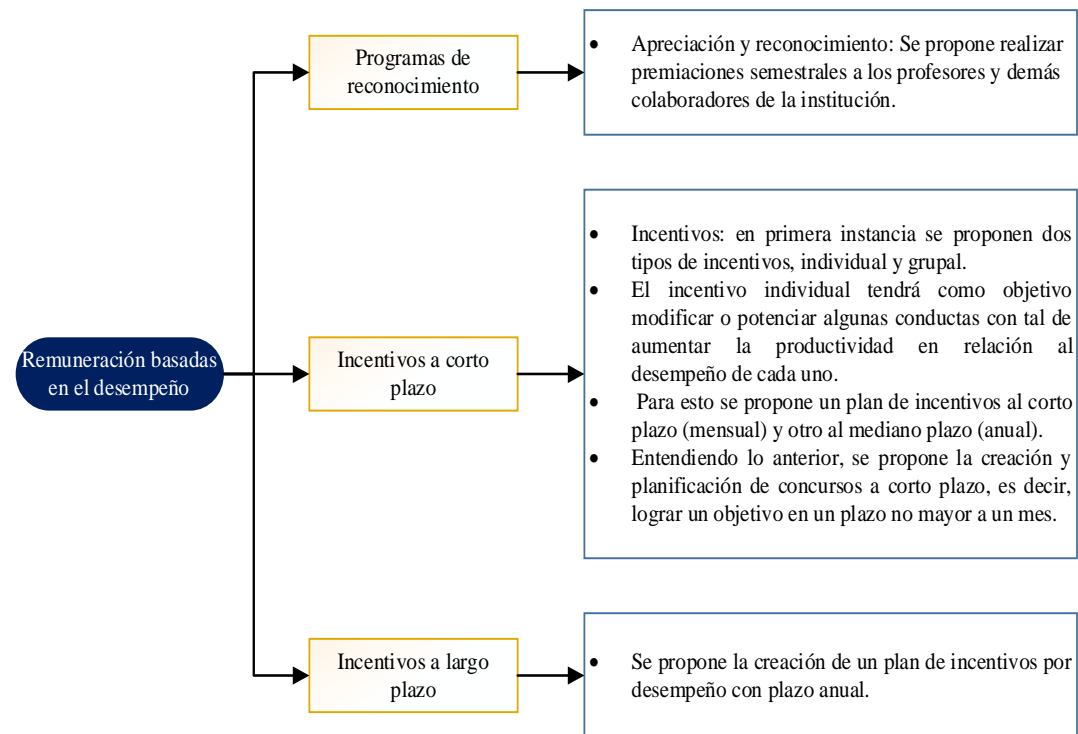 Remuneración basadas
en el desempeño
Programas de
reconocimiento
• Apreciación y reconocimiento: Se propone realizar
premiaciones semestrales a los profesores y demás
colaboradores de la institución.
Incentivos a corto
plazo
• Incentivos: en primera instancia se proponen dos
tipos de incentivos, individual y grupal.
• El incentivo individual tendrá como objetivo
modificar o potenciar algunas conductas con tal de
aumentar la productividad en relación al
desempeño de cada uno.
• Para esto se propone un plan de incentivos al corto
plazo (mensual) y otro al mediano plazo (anual).
• Entendiendo lo anterior, se propone la creación y
planificación de concursos a corto plazo, es decir,
lograr un objetivo en un plazo no mayor a un mes.
Incentivos a largo
plazo
• Se propone la creación de un plan de incentivos por
desempeño con plazo anual.